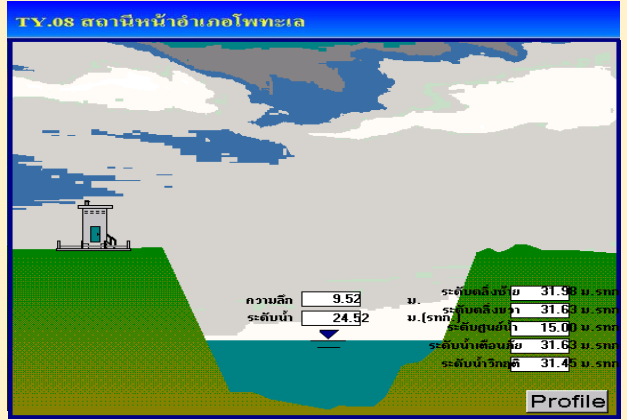 TY.08 สถานีหน้าอำเภอโพทะเล
ความลึก 9.52 ม.
ระดับน้ำ 24.52 ม.(รทก.)
ระดับตลิ่งซ้าย 31.98 ม.รทก
ระดับตลิ่งขวา 31.63 ม.รทก
ระดับศูนย์น้ำ 15.00 ม.รทก
ระดับน้ำเตือนภัย 31.63 ม.รทก
ระดับน้ำวิกฤติ 31.45 ม.รทก
Profile